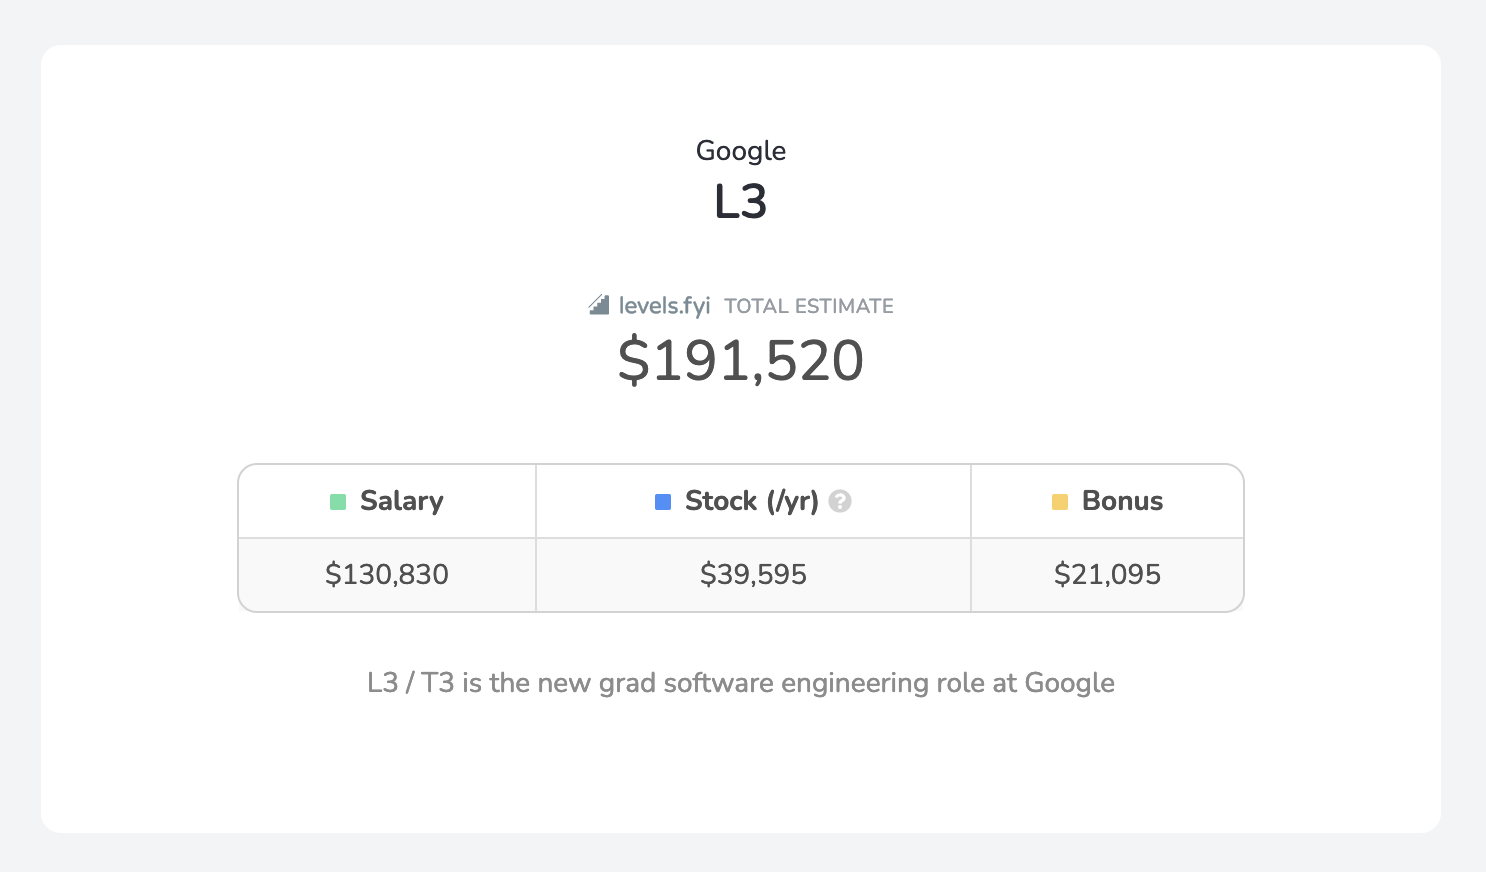 Google
L3
levels.fyi TOTAL ESTIMATE
$191,520
Salary Stock (/yr) ? Bonus
$130,830 $39,595 $21,095
L3 / T3 is the new grad software engineering role at Google